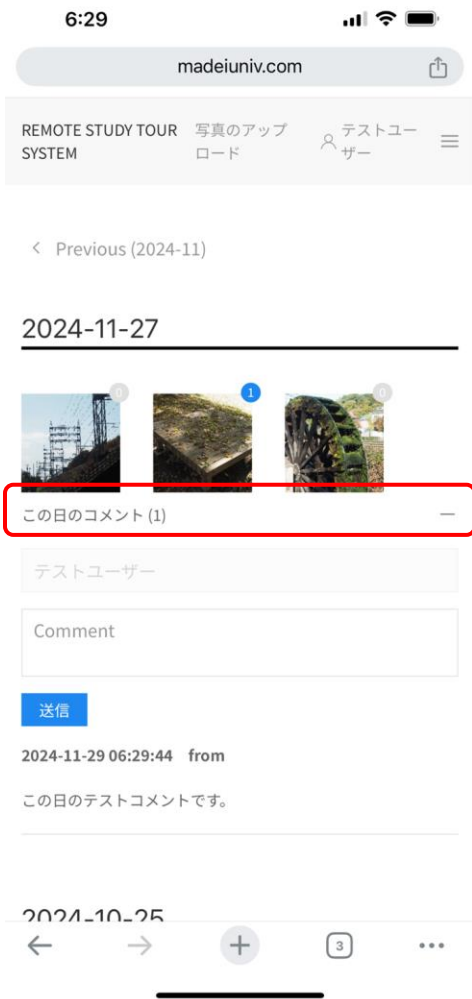 6:29
madeiuniv.com
REMOTE STUDY TOUR
SYSTEM
写真のアップ
ロード
テストユー
ザー
Previous (2024-11)
2024-11-27
0
1
0
この日のコメント (1)
テストユーザー
Comment
送信
2024-11-29 06:29:44 from
この日のテストコメントです。
2024-10-25
3